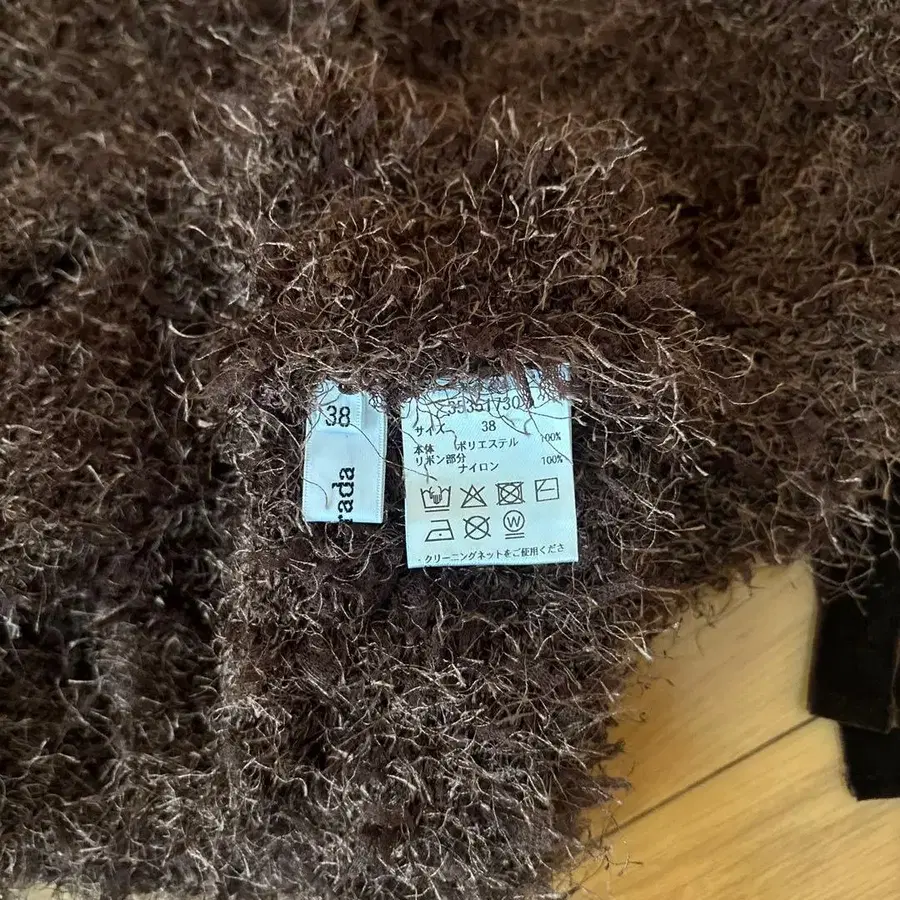 38
rada
サイズ 38
本体 ポリエステル 100%
リボン部分
ナイロン 100%
W
・クリーニングネットをご使用くださ